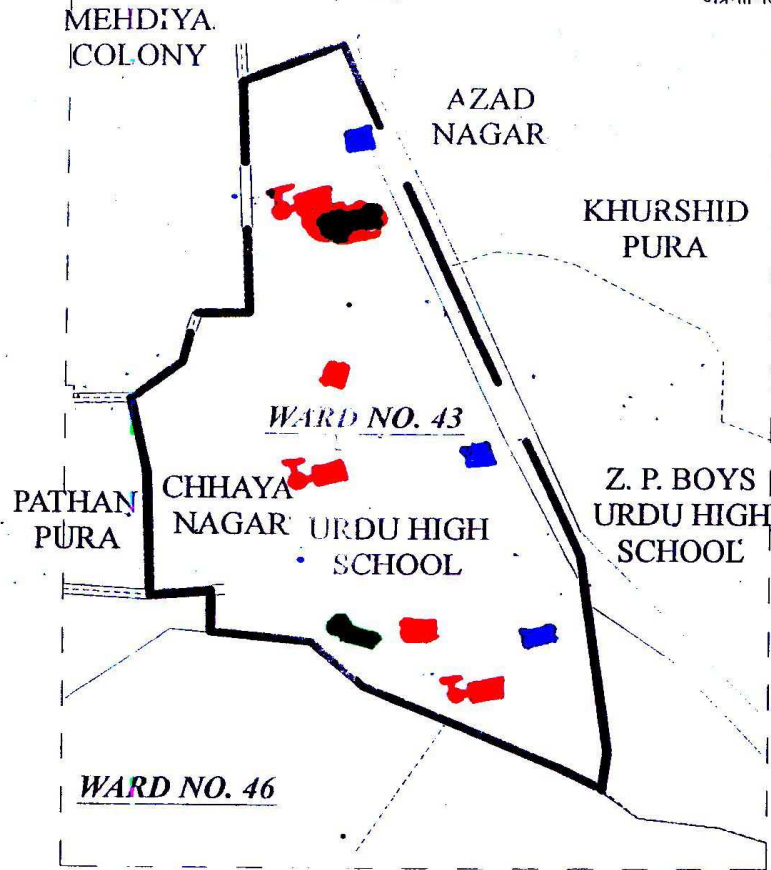 MEHDIYA
COLONY
AZAD
NAGAR
KHURSHID
PURA
WARD NO. 43
PATHAN
PURA
CHHAYA
NAGAR
URDU HIGH
SCHOOL
Z. P. BOYS
URDU HIGH
SCHOOL
WARD NO. 46